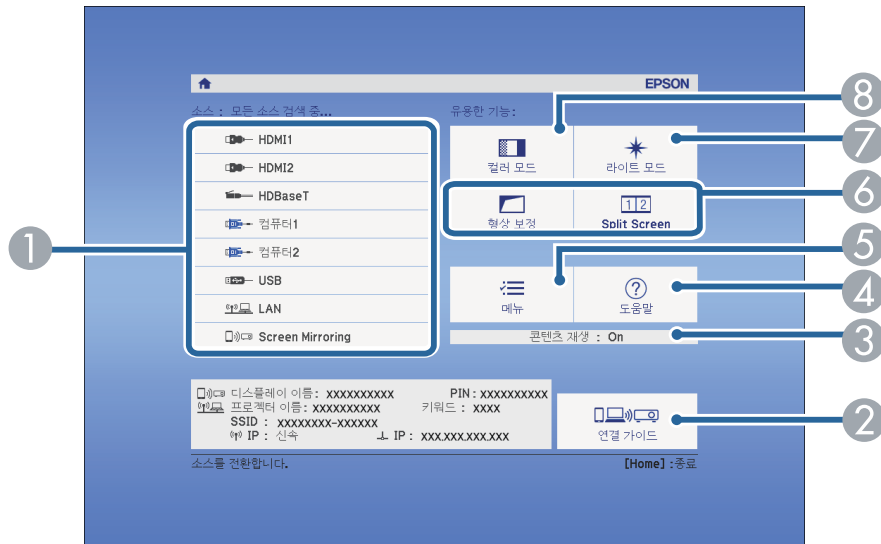 EPSON
소스 : 모든 소스 검색 중...
유용한 기능:
HDMI1
HDMI2
HDBaseT
컴퓨터1
컴퓨터2
USB
LAN
Screen Mirroring
컬러 모드
라이트 모드
형상 보정
1 2
Split Screen
메뉴
?
도움말
콘텐츠 재생 : On
디스플레이 이름: xxxxxxxxxx PIN : xxxxxxxxxx
프로젝터 이름: xxxxxxxxxx 키워드 : xxxx
SSID : xxxxxxxx-xxxxxx
IP : 신속 IP : xxx.xxx.xxx.xxx
연결 가이드
소스를 전환합니다.
[Home] :종료
1
8
7
6
5
4
3
2